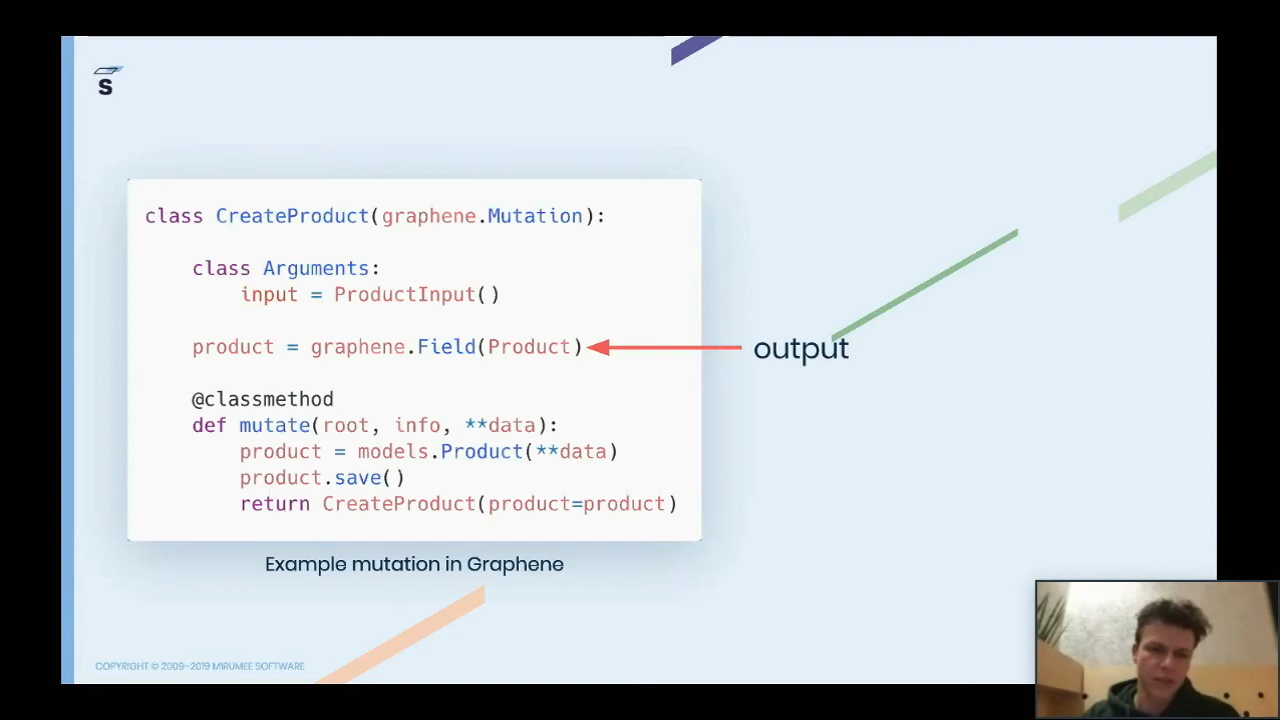 S
class CreateProduct(graphene.Mutation):
class Arguments:
input = ProductInput()
product = graphene.Field(Product)
output
@classmethod
def mutate(root, info, **data):
product = models.Product(**data)
product.save()
return CreateProduct(product=product)
Example mutation in Graphene
COPYRIGHT © 2009–2019 MIRUMEE SOFTWARE